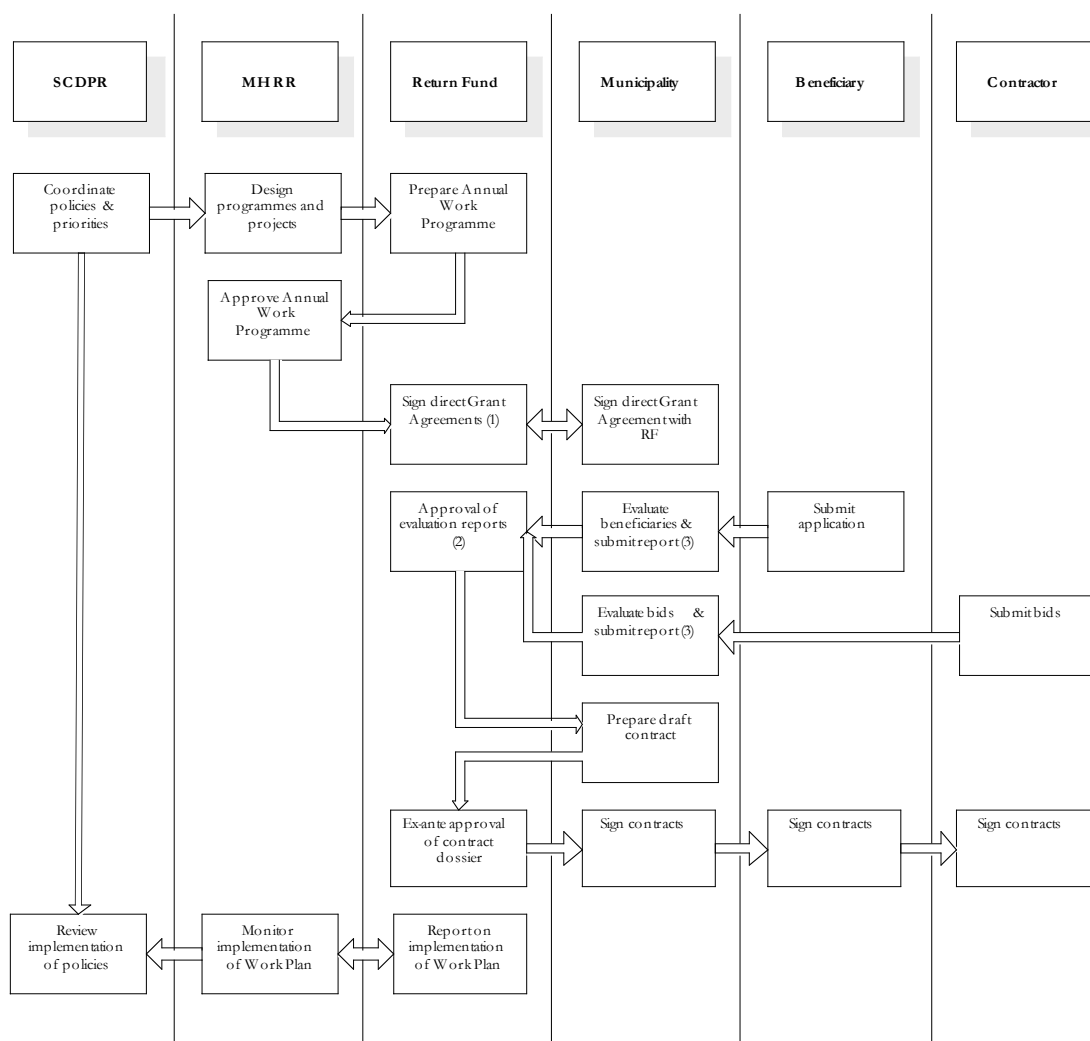 SCDPR
MHRR
Return Fund
Municipality
Beneficiary
Contractor
Coordinate
policies &
priorities
Design
programmes and
projects
Prepare Annual
Work
Programme
Approve Annual
Work
Programme
Sign direct Grant
Agreements (1)
Sign direct Grant
Agreement with
RF
Approval of
evaluation reports
(2)
Evaluate
beneficiaries &
submit report (3)
Submit
application
Evaluate bids &
submit report (3)
Submit bids
Prepare draft
contract
Ex-ante approval
of contract
dossier
Sign contracts
Sign contracts
Sign contracts
Review
implementation
of policies
Monitor
implementation
of Work Plan
Report on
implementation
of Work Plan